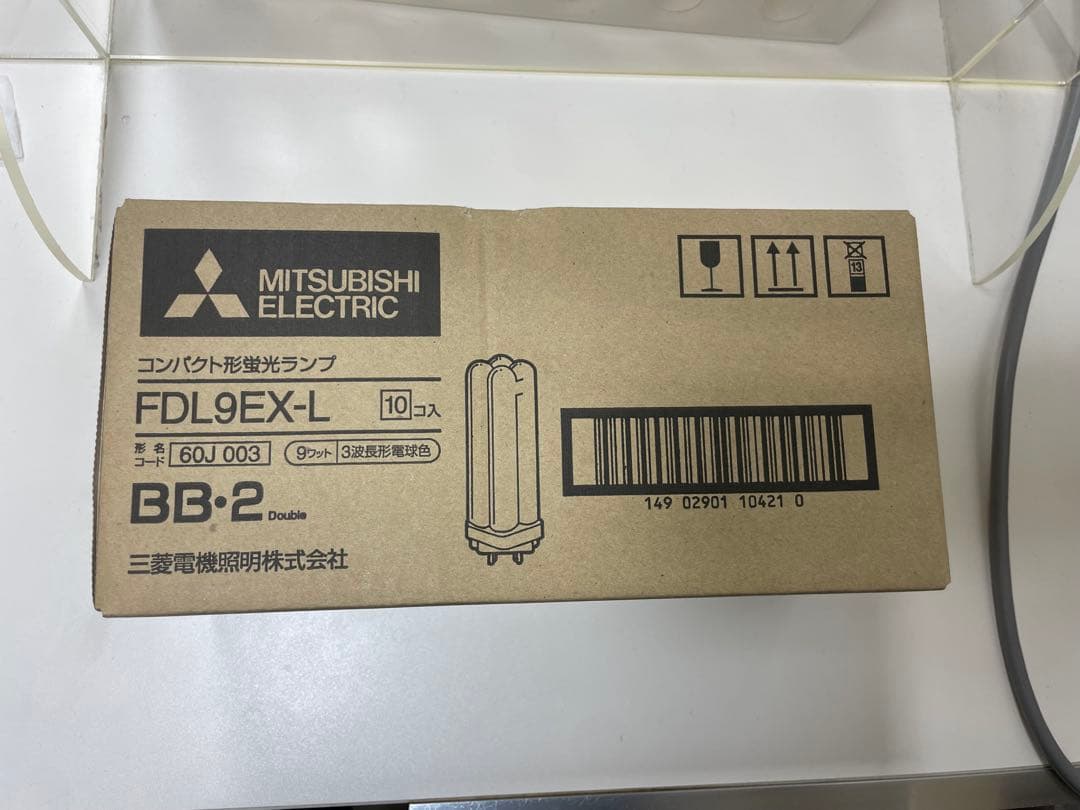 MITSUBISHI
ELECTRIC
コンパクト形蛍光ランプ
FDL9EX-L 10コ入
形名コード 60J 003 9ワット 3波長形電球色
BB・2 Double
三菱電機照明株式会社
13
149 02901 10421 0